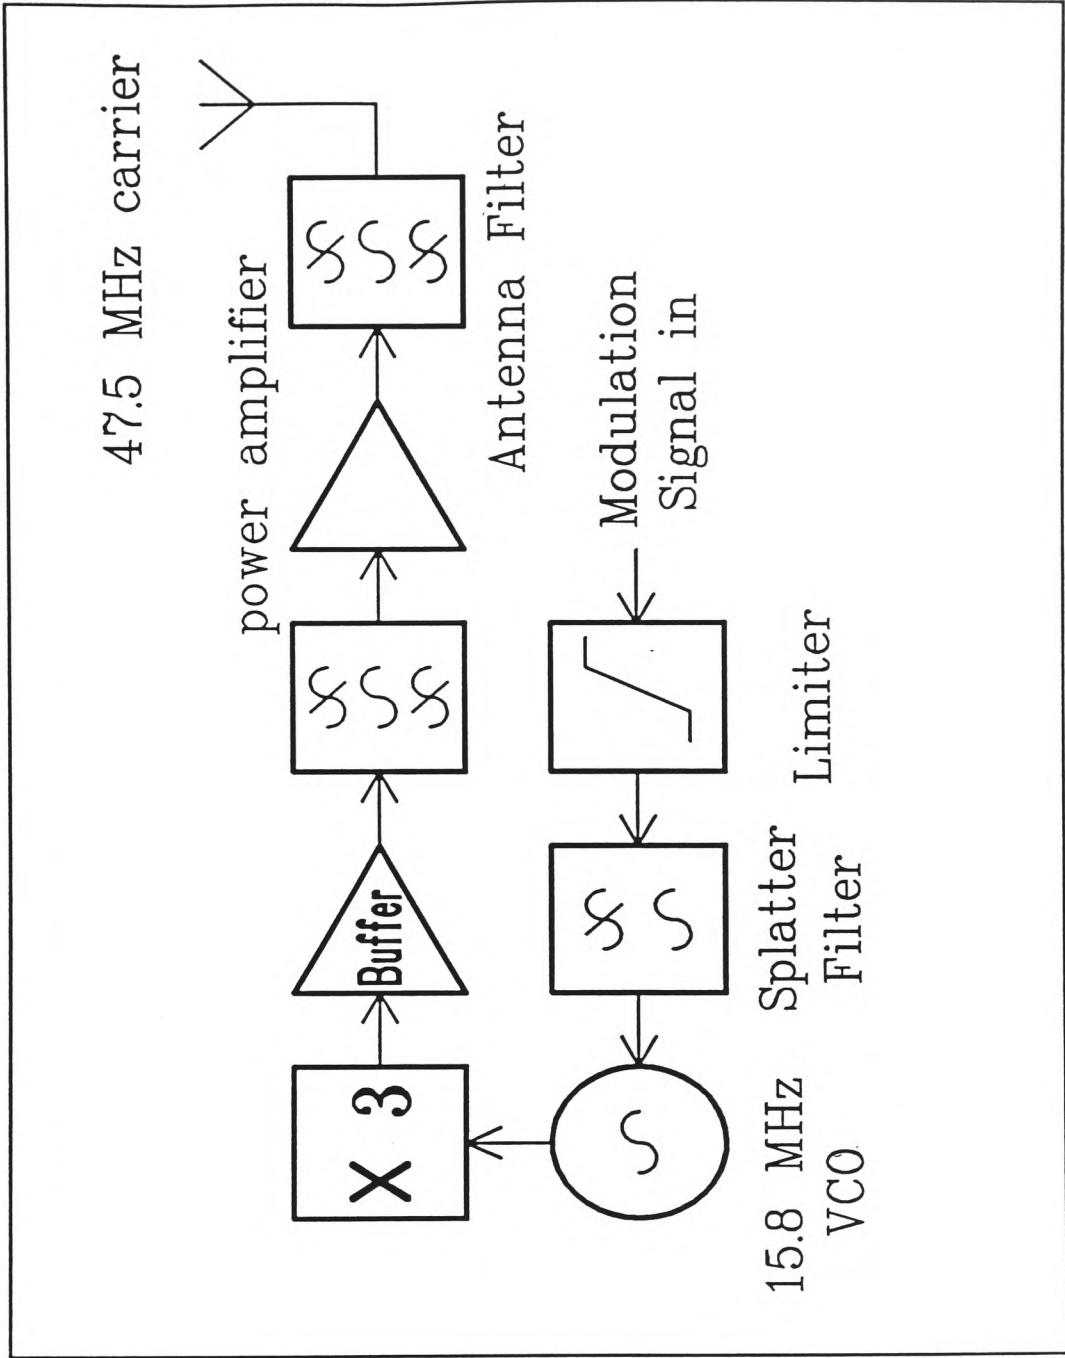 47.5 MHz carrier
power amplifier
X 3
Buffer
Antenna Filter
Modulation
Signal in
15.8 MHz
VCO
Splatter
Filter
Limiter